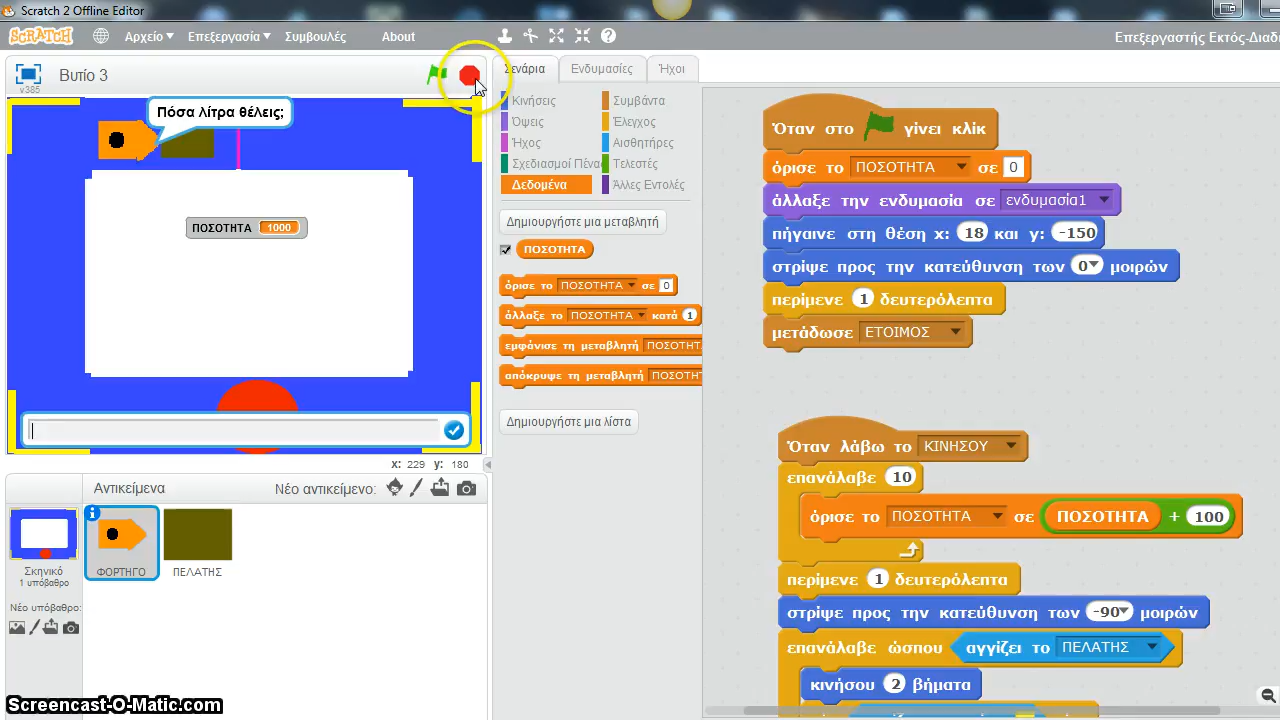 Scratch 2 Offline Editor
SCRATCH
Αρχείο
Επεξεργασία
Συμβουλές
About
Επεξεργαστής Εκτός-Διαδι
v385
Βυτίο 3
Σενάρια
Ενδυμασίες
Ήχοι
Πόσα λίτρα θέλεις;
ΠΟΣΟΤΗΤΑ 1000
x: 229 y: 180
Κινήσεις
Συμβάντα
Όψεις
Έλεγχος
Ήχος
Αισθητήρες
Σχεδιασμοί Πένα
Τελεστές
Δεδομένα
Άλλες Εντολές
Δημιουργήστε μια μεταβλητή
ΠΟΣΟΤΗΤΑ
όρισε το ΠΟΣΟΤΗΤΑ σε 0
άλλαξε το ΠΟΣΟΤΗΤΑ κατά 1
εμφάνισε τη μεταβλητή ΠΟΣΟΤΗΤ
απόκρυψε τη μεταβλητή ΠΟΣΟΤΗΤ
Δημιουργήστε μια λίστα
Όταν στο γίνει κλικ
όρισε το ΠΟΣΟΤΗΤΑ σε 0
άλλαξε την ενδυμασία σε ενδυμασία1
πήγαινε στη θέση x: 18 και y: -150
στρίψε προς την κατεύθυνση των 0 μοιρών
περίμενε 1 δευτερόλεπτα
μετάδωσε ΕΤΟΙΜΟΣ
Όταν λάβω το ΚΙΝΗΣΟΥ
επανάλαβε 10
όρισε το ΠΟΣΟΤΗΤΑ σε ΠΟΣΟΤΗΤΑ + 100
περίμενε 1 δευτερόλεπτα
στρίψε προς την κατεύθυνση των -90 μοιρών
επανάλαβε ώσπου αγγίζει το ΠΕΛΑΤΗΣ
κινήσου 2 βήματα
Αντικείμενα
Νέο αντικείμενο:
Σκηνικό
1 υπόβαθρο
ΦΟΡΤΗΓΟ
ΠΕΛΑΤΗΣ
Νέο υπόβαθρο:
Screencast-O-Matic.com